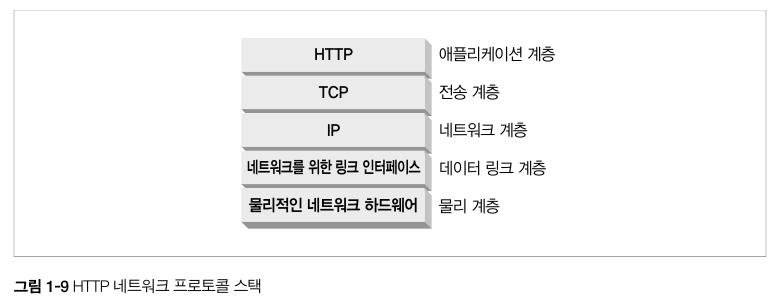 HTTP 애플리케이션 계층
TCP 전송 계층
IP 네트워크 계층
네트워크를 위한 링크 인터페이스 데이터 링크 계층
물리적인 네트워크 하드웨어 물리 계층
그림 1-9 HTTP 네트워크 프로토콜 스택